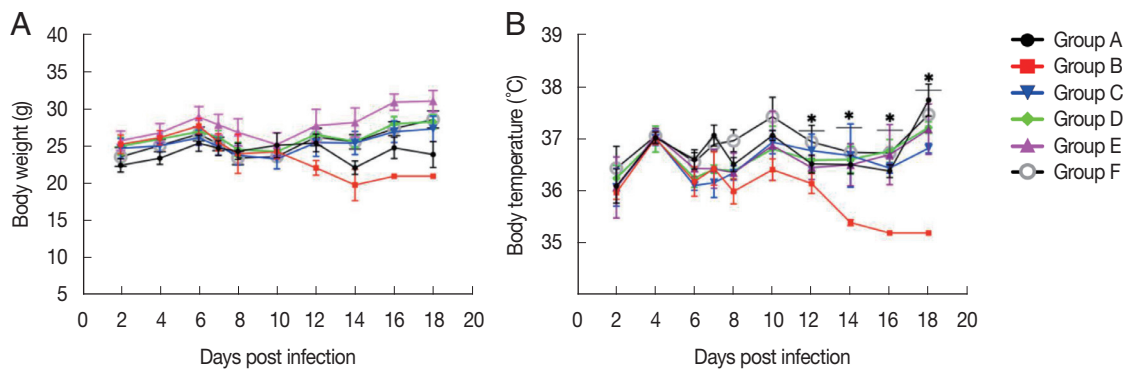 A
Body weight (g)
40
35
30
25
20
15
10
5
0 2 4 6 8 10 12 14 16 18 20
Days post infection
B
Body temperature (˚C)
39
38
37
36
35
* * * *
0 2 4 6 8 10 12 14 16 18 20
Days post infection
Group A
Group B
Group C
Group D
Group E
Group F